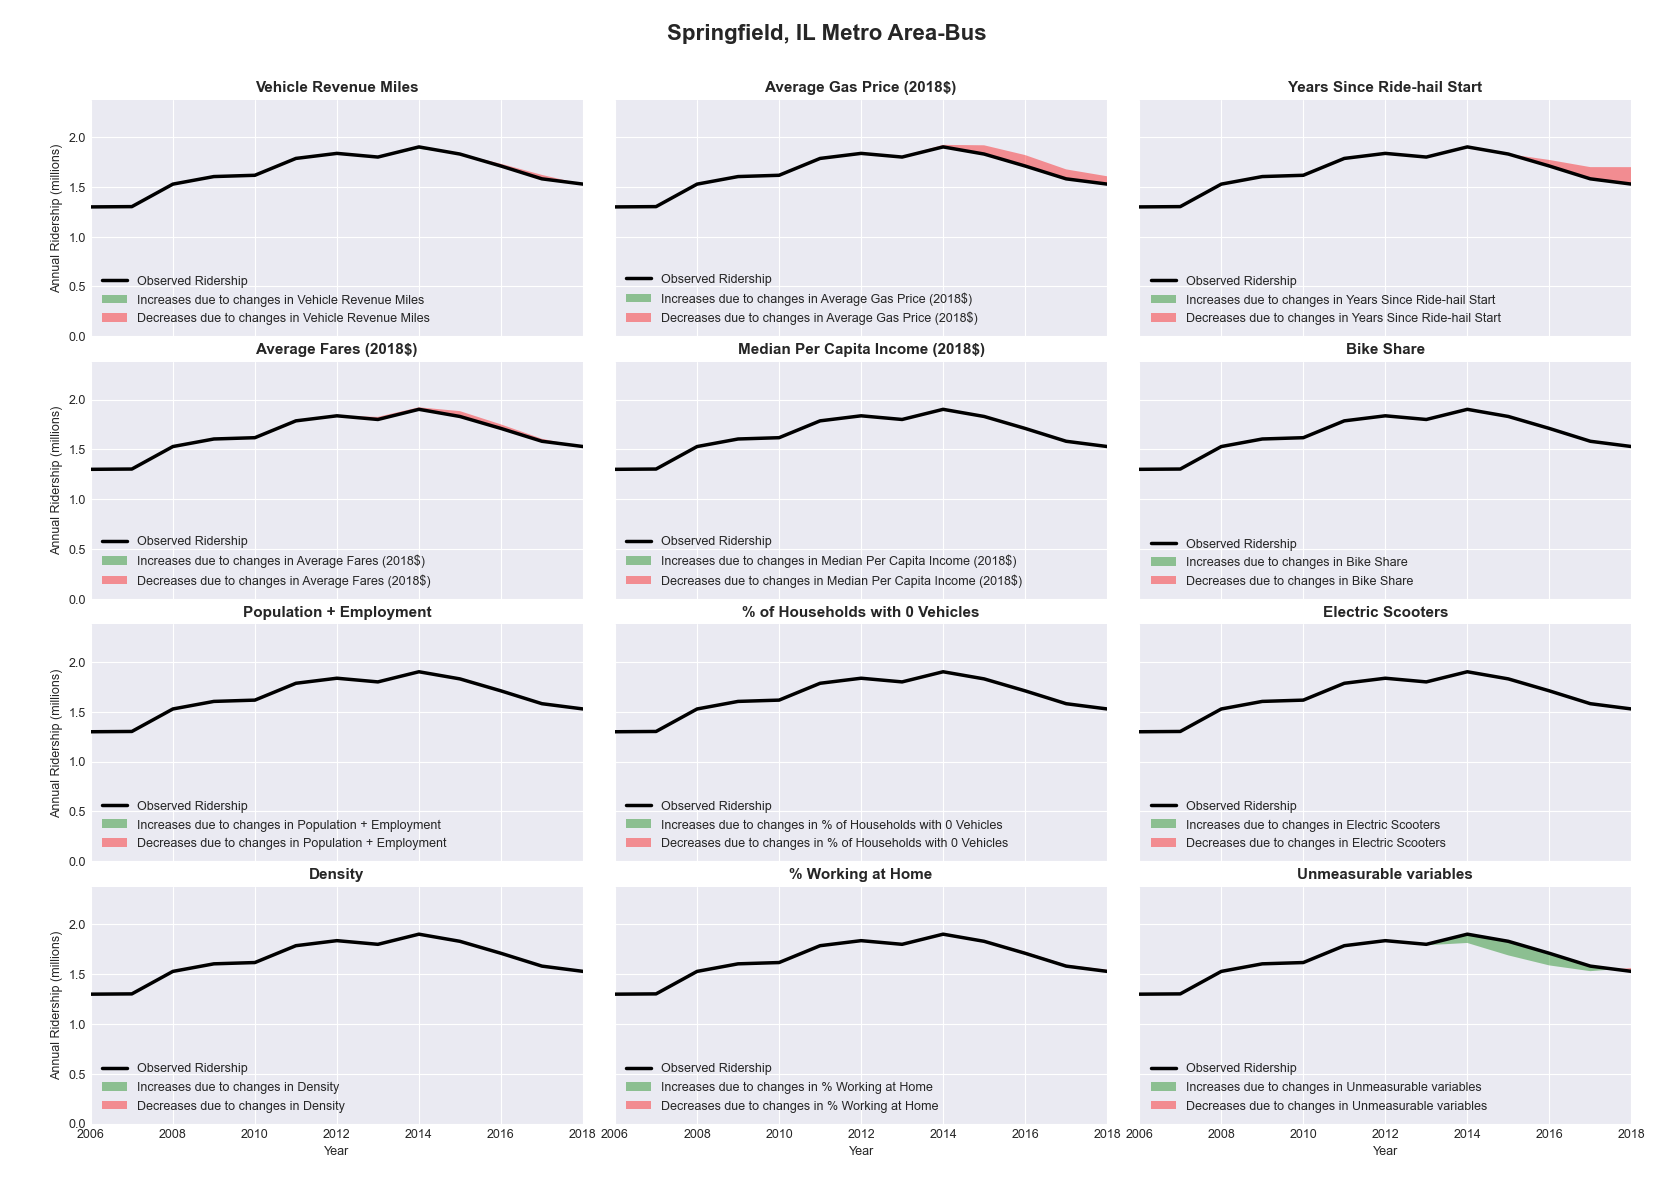 Springfield, IL Metro Area-Bus
Vehicle Revenue Miles
Annual Ridership (millions)
2.0
1.5
1.0
0.5
0.0
Observed Ridership
Increases due to changes in Vehicle Revenue Miles
Decreases due to changes in Vehicle Revenue Miles
Average Gas Price (2018$)
Observed Ridership
Increases due to changes in Average Gas Price (2018$)
Decreases due to changes in Average Gas Price (2018$)
Years Since Ride-hail Start
Observed Ridership
Increases due to changes in Years Since Ride-hail Start
Decreases due to changes in Years Since Ride-hail Start
Average Fares (2018$)
Annual Ridership (millions)
2.0
1.5
1.0
0.5
0.0
Observed Ridership
Increases due to changes in Average Fares (2018$)
Decreases due to changes in Average Fares (2018$)
Median Per Capita Income (2018$)
Observed Ridership
Increases due to changes in Median Per Capita Income (2018$)
Decreases due to changes in Median Per Capita Income (2018$)
Bike Share
Observed Ridership
Increases due to changes in Bike Share
Decreases due to changes in Bike Share
Population + Employment
Annual Ridership (millions)
2.0
1.5
1.0
0.5
0.0
Observed Ridership
Increases due to changes in Population + Employment
Decreases due to changes in Population + Employment
% of Households with 0 Vehicles
Observed Ridership
Increases due to changes in % of Households with 0 Vehicles
Decreases due to changes in % of Households with 0 Vehicles
Electric Scooters
Observed Ridership
Increases due to changes in Electric Scooters
Decreases due to changes in Electric Scooters
Density
Annual Ridership (millions)
2.0
1.5
1.0
0.5
0.0
Observed Ridership
Increases due to changes in Density
Decreases due to changes in Density
2006 2008 2010 2012 2014 2016 2018
Year
% Working at Home
Observed Ridership
Increases due to changes in % Working at Home
Decreases due to changes in % Working at Home
2006 2008 2010 2012 2014 2016 2018
Year
Unmeasurable variables
Observed Ridership
Increases due to changes in Unmeasurable variables
Decreases due to changes in Unmeasurable variables
2006 2008 2010 2012 2014 2016 2018
Year